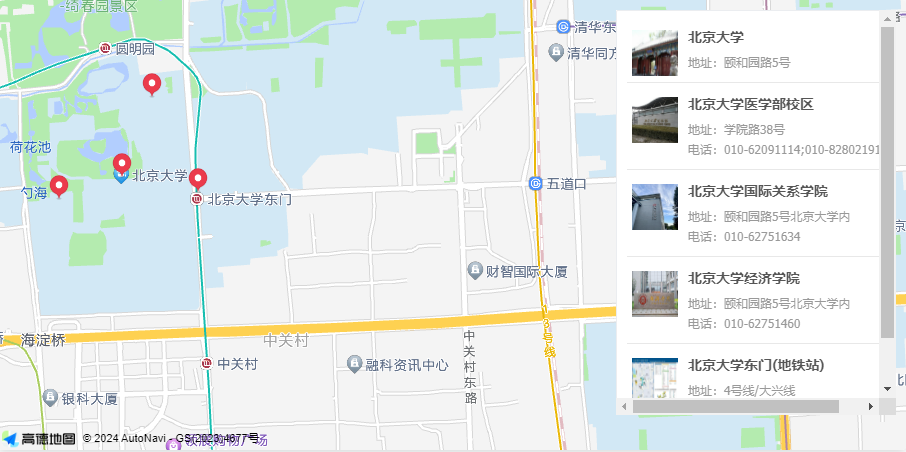 绮春园景区
圆明园
清华东
清华同方
荷花池
勺海
北京大学
北京大学东门
五道口
财智国际大厦
13号线
海淀桥
中关村
中关村
融科资讯中心
中关村东路
银科大厦
高德地图
© 2024 AutoNavi - GS(2023)4677号
北京大学
地址：颐和园路5号
北京大学医学部校区
地址：学院路38号
电话：010-62091114;010-82802191
北京大学国际关系学院
地址：颐和园路5号北京大学内
电话：010-62751634
北京大学经济学院
地址：颐和园路5号北京大学内
电话：010-62751460
北京大学东门(地铁站)
地址：4号线/大兴线